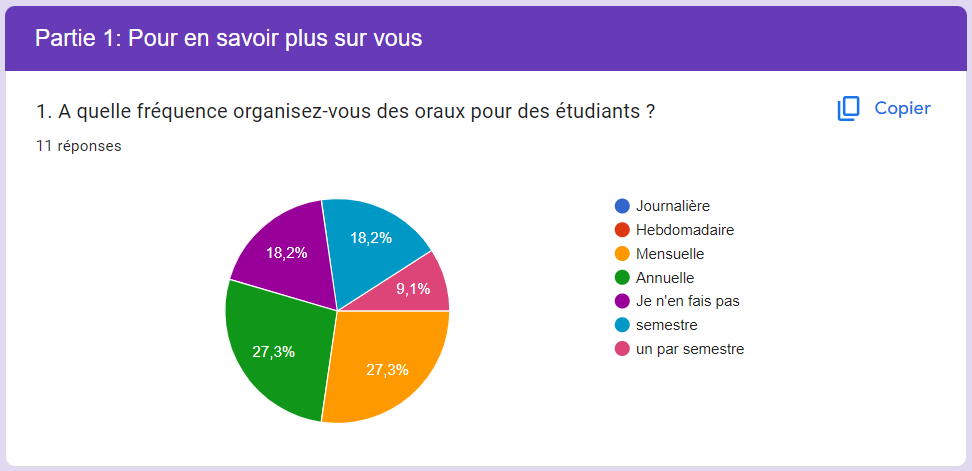 Partie 1: Pour en savoir plus sur vous
1. A quelle fréquence organisez-vous des oraux pour des étudiants ?
Copier
11 réponses
18,2%
18,2%
9,1%
27,3%
27,3%
Journalière
Hebdomadaire
Mensuelle
Annuelle
Je n'en fais pas
semestre
un par semestre